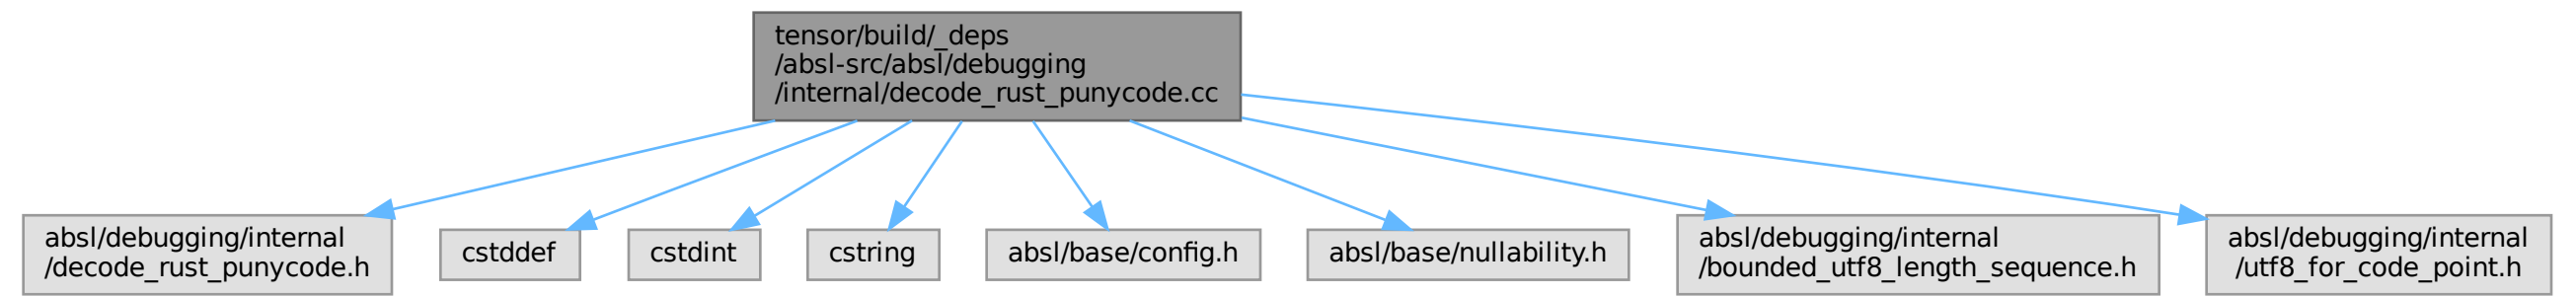 tensor/build/_deps
/absl-src/absl/debugging
/internal/decode_rust_punycode.cc
absl/debugging/internal
/decode_rust_punycode.h
cstddef
cstdint
cstring
absl/base/config.h
absl/base/nullability.h
absl/debugging/internal
/bounded_utf8_length_sequence.h
absl/debugging/internal
/utf8_for_code_point.h